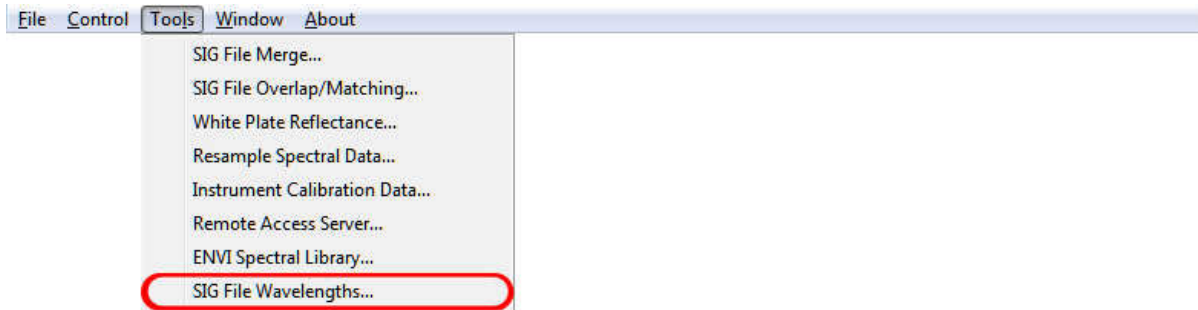 File Control Tools Window About
SIG File Merge...
SIG File Overlap/Matching...
White Plate Reflectance...
Resample Spectral Data...
Instrument Calibration Data...
Remote Access Server...
ENVI Spectral Library...
SIG File Wavelengths...